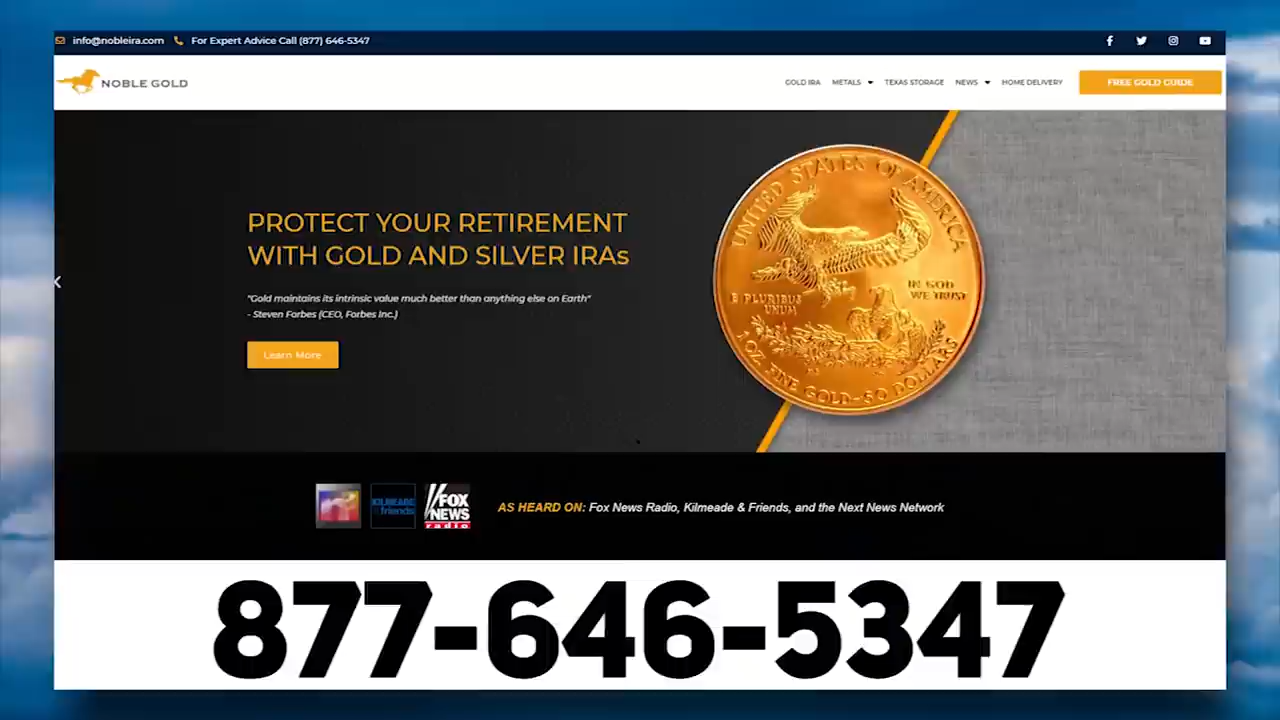 info@nobleira.com For Expert Advice Call (877) 646-5347
NOBLE GOLD
GOLD IRA METALS TEXAS STORAGE NEWS HOME DELIVERY FREE GOLD GUIDE
PROTECT YOUR RETIREMENT
WITH GOLD AND SILVER IRAs
"Gold maintains its intrinsic value much better than anything else on Earth"
- Steven Forbes (CEO, Forbes Inc.)
Learn More
UNITED STATES OF AMERICA
E PLURIBUS
UNUM
IN GOD
WE TRUST
1 OZ. FINE GOLD-50 DOLLARS
KILMEADE
& friends
FOX
NEWS
radio
AS HEARD ON: Fox News Radio, Kilmeade & Friends, and the Next News Network
877-646-5347